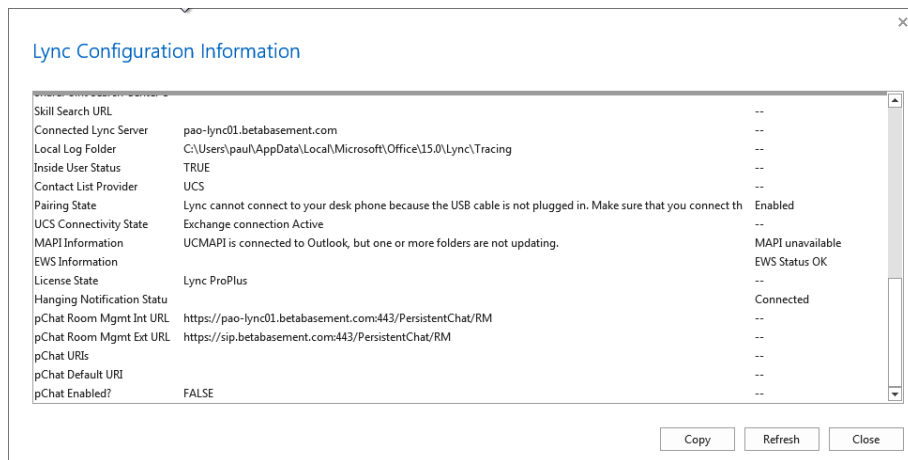 Lync Configuration Information
Skill Search URL --
Connected Lync Server pao-lync01.betabasement.com --
Local Log Folder C:\Users\paul\AppData\Local\Microsoft\Office\15.0\Lync\Tracing --
Inside User Status TRUE --
Contact List Provider UCS --
Pairing State Lync cannot connect to your desk phone because the USB cable is not plugged in. Make sure that you connect th Enabled
UCS Connectivity State Exchange connection Active --
MAPI Information UCMAPI is connected to Outlook, but one or more folders are not updating. MAPI unavailable
EWS Information EWS Status OK
License State Lync ProPlus --
Hanging Notification Statu Connected
pChat Room Mgmt Int URL https://pao-lync01.betabasement.com:443/PersistentChat/RM --
pChat Room Mgmt Ext URL https://sip.betabasement.com:443/PersistentChat/RM --
pChat URIs --
pChat Default URI --
pChat Enabled? FALSE --
Copy Refresh Close